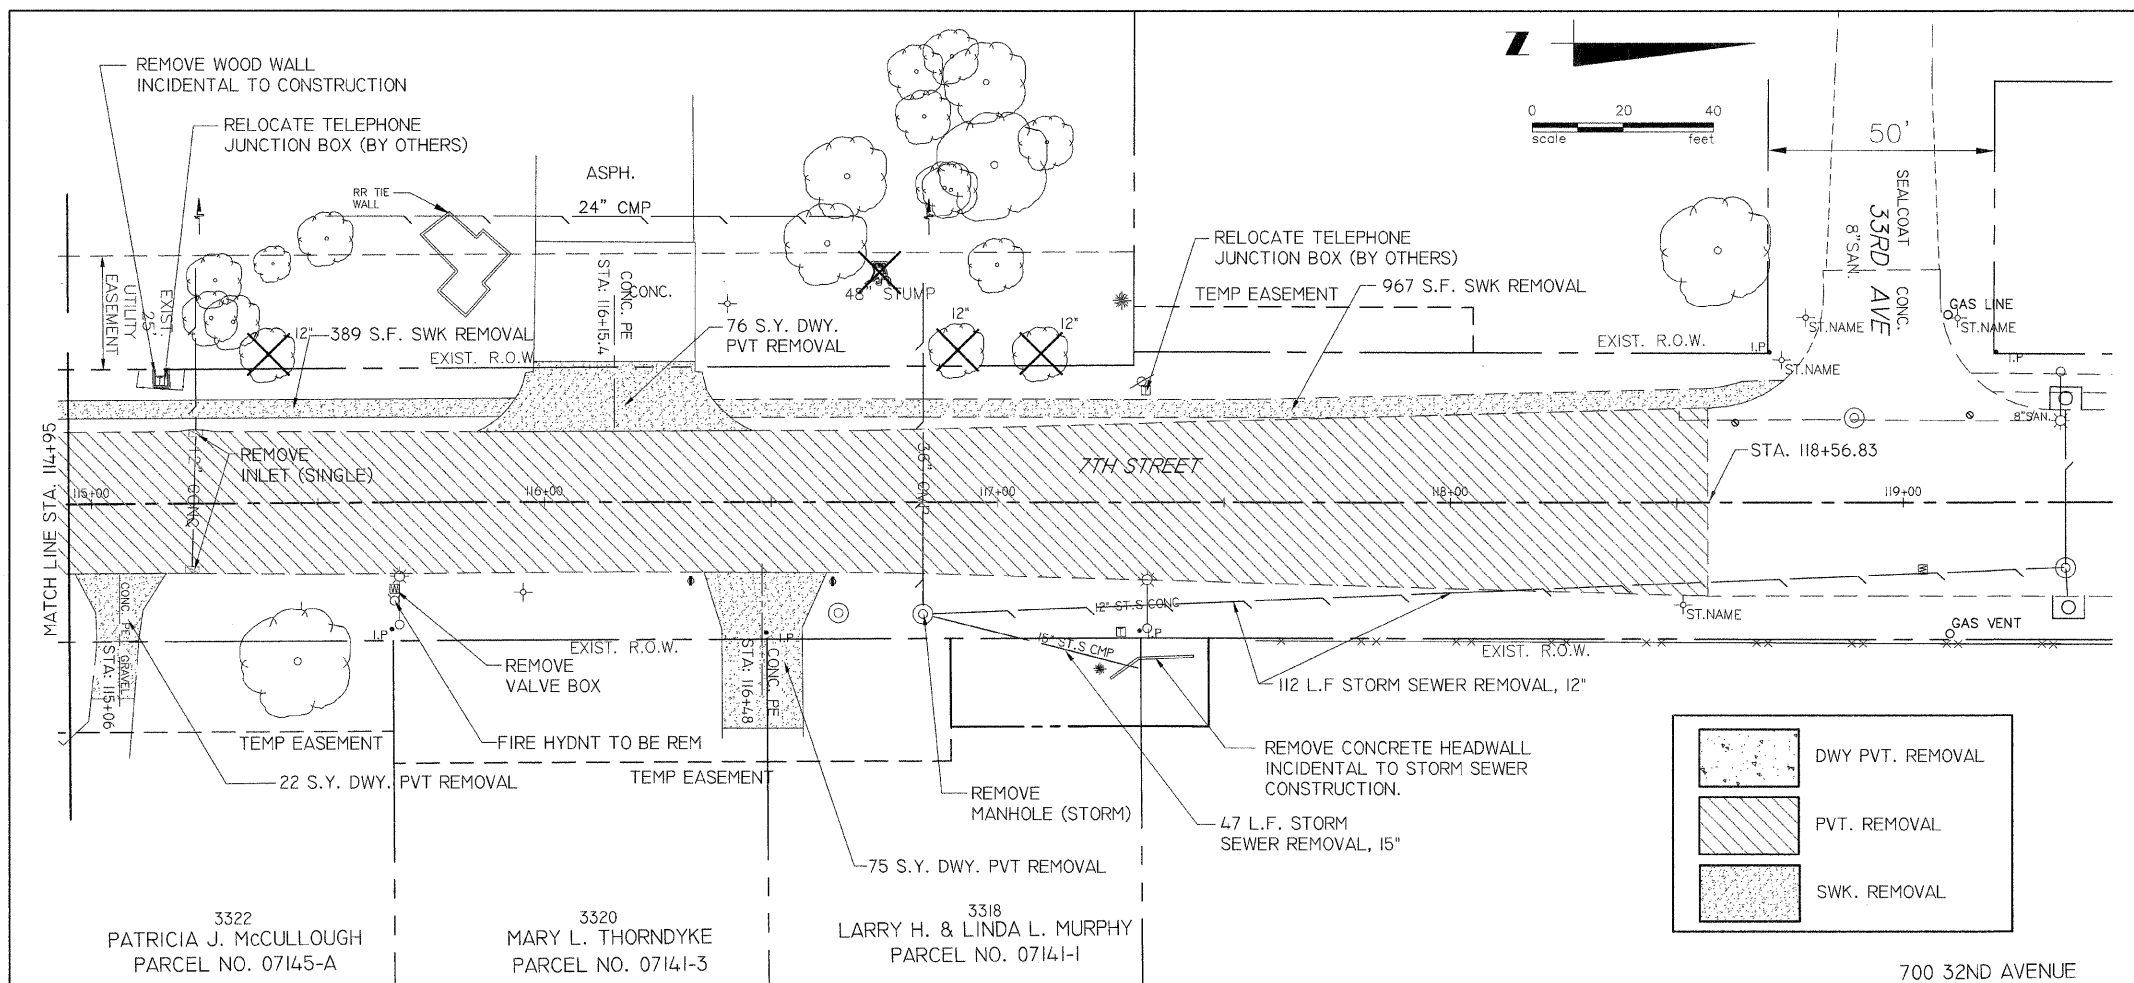 REMOVE WOOD WALL
INCIDENTAL TO CONSTRUCTION
RELOCATE TELEPHONE
JUNCTION BOX (BY OTHERS)
RR TIE
WALL
ASPH.
24" CMP
Z
0 20 40
scale feet
50'
SEALCOAT CONC.
33RD AVE
8"SAN.
EXIST.
25'
UTILITY
EASEMENT
12"
389 S.F. SWK REMOVAL
EXIST. R.O.W.
CONC. PE
STA: 116+15.4
CONC.
76 S.Y. DWY.
PVT REMOVAL
48" STUMP
12"
12"
RELOCATE TELEPHONE
JUNCTION BOX (BY OTHERS)
TEMP EASEMENT
967 S.F. SWK REMOVAL
EXIST. R.O.W.
I.P
ST.NAME
ST.NAME
GAS LINE
ST.NAME
I.P
8"SAN.
MATCH LINE STA. 114+95
REMOVE
INLET (SINGLE)
12" CONC
36" CMP
7TH STREET
STA. 118+56.83
115+00
116+00
117+00
118+00
119+00
CONC. PE
GRAVEL
STA: 115+06
I.P
REMOVE
VALVE BOX
EXIST. R.O.W.
STA: 116+48
CONC. PE
I.P
12" ST.S CONC
15" ST.S CMP
I.P
ST.NAME
GAS VENT
EXIST. R.O.W.
112 L.F STORM SEWER REMOVAL, 12"
TEMP EASEMENT
FIRE HYDNT TO BE REM
22 S.Y. DWY. PVT REMOVAL
TEMP EASEMENT
REMOVE
MANHOLE (STORM)
REMOVE CONCRETE HEADWALL
INCIDENTAL TO STORM SEWER
CONSTRUCTION.
47 L.F. STORM
SEWER REMOVAL, 15"
75 S.Y. DWY. PVT REMOVAL
DWY PVT. REMOVAL
PVT. REMOVAL
SWK. REMOVAL
3322
PATRICIA J. McCULLOUGH
PARCEL NO. 07145-A
3320
MARY L. THORNDYKE
PARCEL NO. 07141-3
3318
LARRY H. & LINDA L. MURPHY
PARCEL NO. 07141-1
700 32ND AVENUE